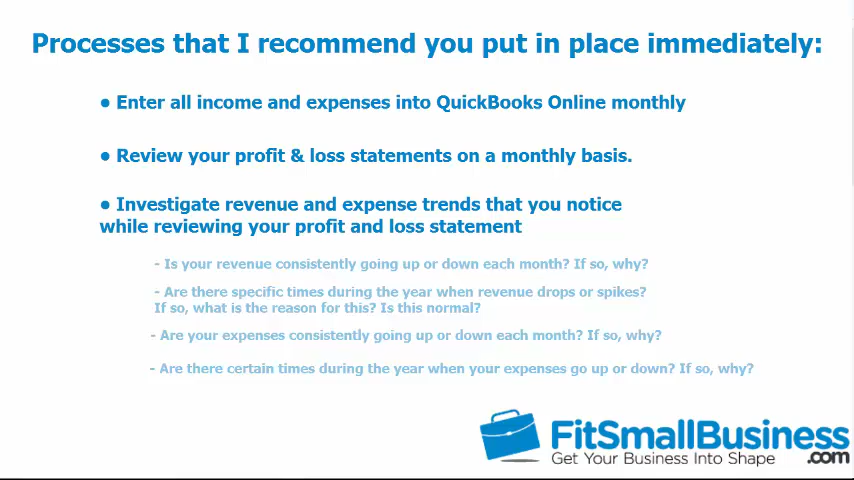 Processes that I recommend you put in place immediately:
● Enter all income and expenses into QuickBooks Online monthly
● Review your profit & loss statements on a monthly basis.
● Investigate revenue and expense trends that you notice
while reviewing your profit and loss statement
- Is your revenue consistently going up or down each month? If so, why?
- Are there specific times during the year when revenue drops or spikes?
If so, what is the reason for this? Is this normal?
- Are your expenses consistently going up or down each month? If so, why?
- Are there certain times during the year when your expenses go up or down? If so, why?
FitSmallBusiness
.com
Get Your Business Into Shape